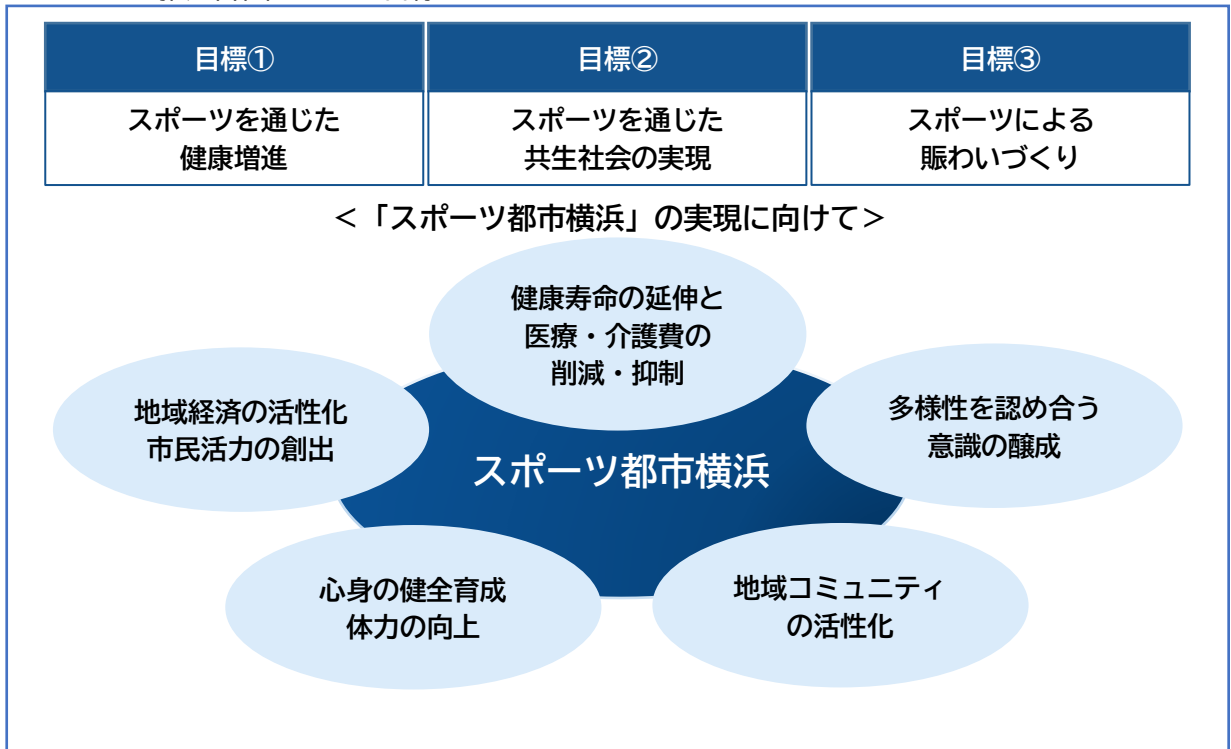 目標①
目標②
目標③
スポーツを通じた
健康増進
スポーツを通じた
共生社会の実現
スポーツによる
賑わいづくり
＜「スポーツ都市横浜」の実現に向けて＞
健康寿命の延伸と
医療・介護費の
削減・抑制
地域経済の活性化
市民活力の創出
多様性を認め合う
意識の醸成
スポーツ都市横浜
心身の健全育成
体力の向上
地域コミュニティ
の活性化